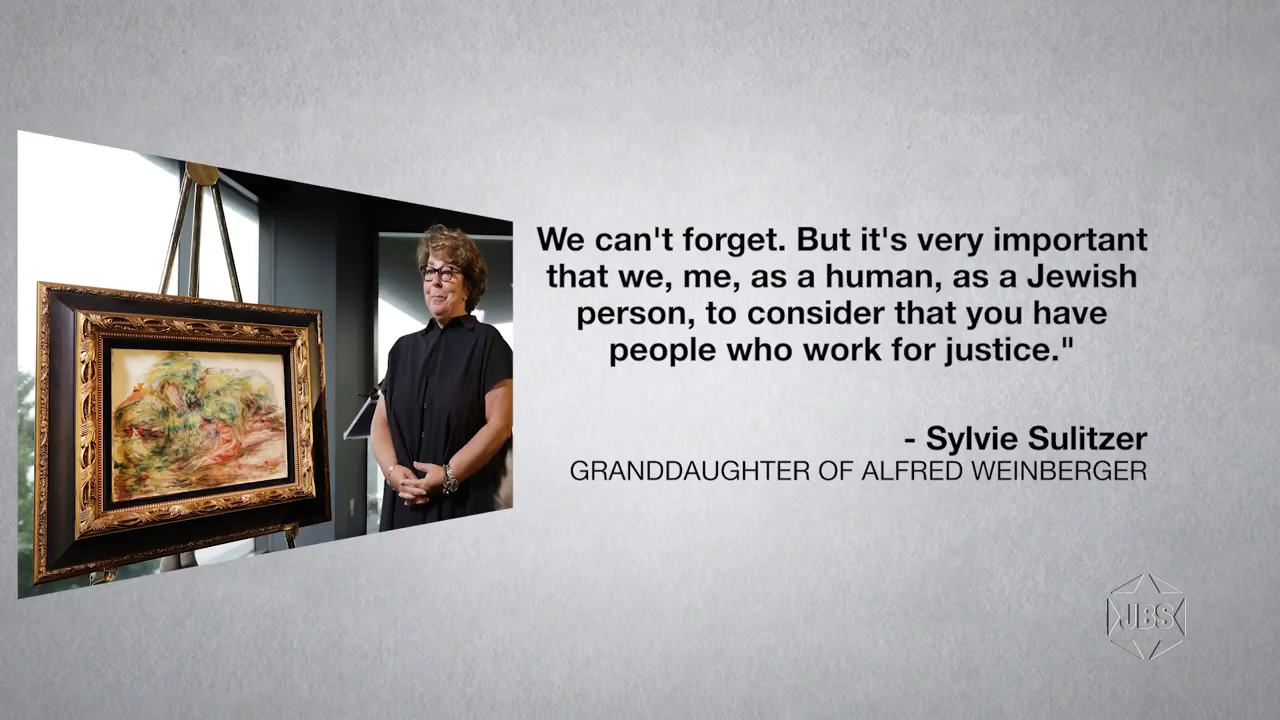 We can't forget. But it's very important
that we, me, as a human, as a Jewish
person, to consider that you have
people who work for justice."
- Sylvie Sulitzer
GRANDDAUGHTER OF ALFRED WEINBERGER
JBS